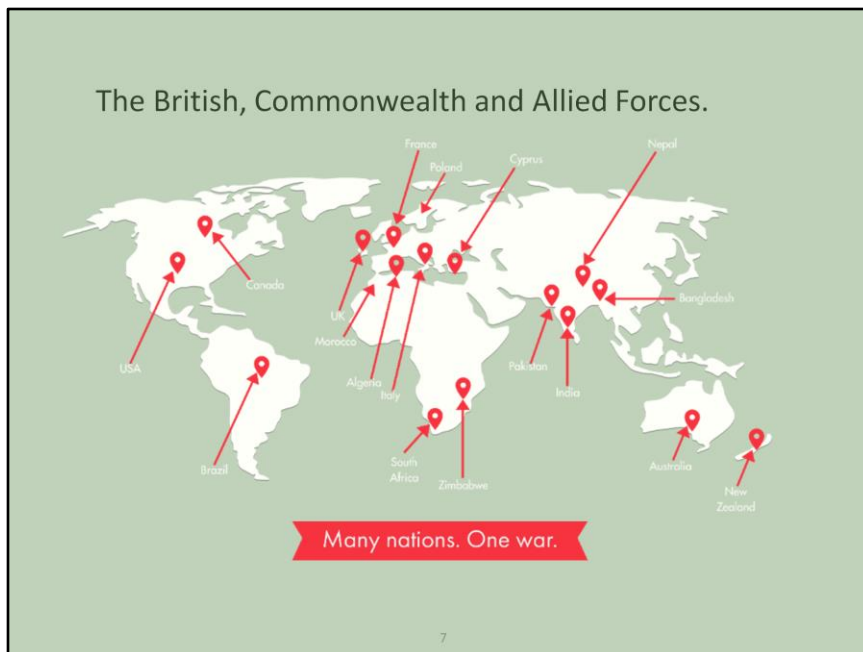 The British, Commonwealth and Allied Forces.
France
Poland
Cyprus
Nepal
Canada
UK
Morocco
USA
Algeria
Italy
Pakistan
India
Bangladesh
Brazil
South
Africa
Zimbabwe
Australia
New
Zealand
Many nations. One war.
7